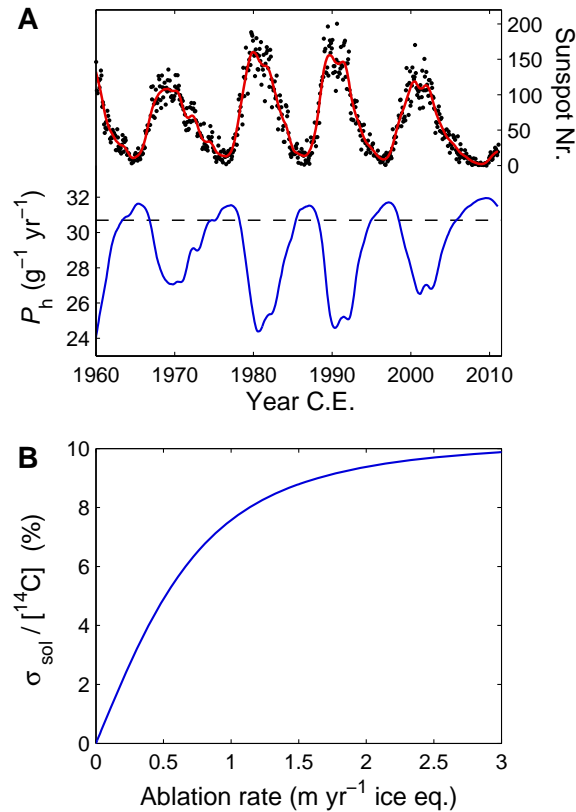 A
200
150
100
50
0
Sunspot Nr.
32
30
28
26
24
P_h (g⁻¹ yr⁻¹)
1960 1970 1980 1990 2000 2010
Year C.E.
B
10
8
6
4
2
0
σ_sol / [¹⁴C] (%)
0 0.5 1 1.5 2 2.5 3
Ablation rate (m yr⁻¹ ice eq.)